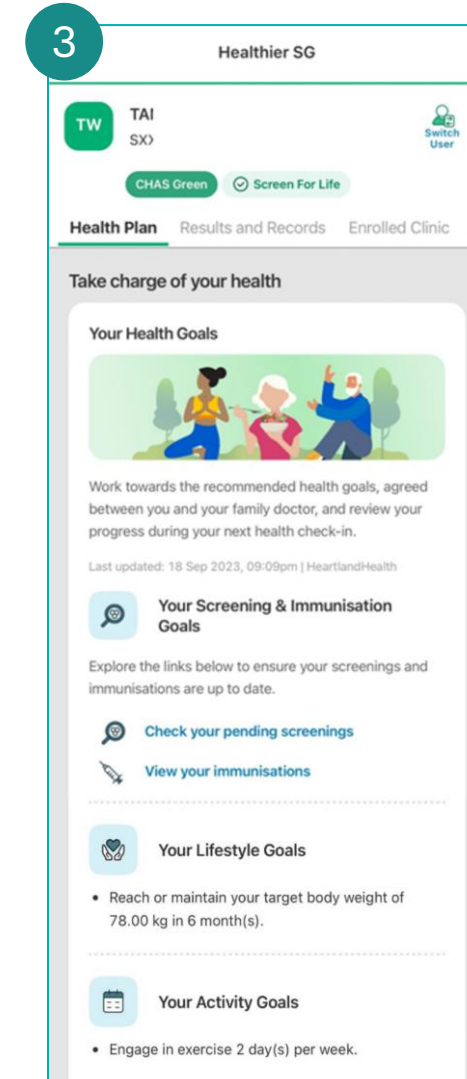 3
Healthier SG
TW
TAI
SX
Switch
User
CHAS Green
Screen For Life
Health Plan Results and Records Enrolled Clinic
Take charge of your health
Your Health Goals
Work towards the recommended health goals, agreed
between you and your family doctor, and review your
progress during your next health check-in.
Last updated: 18 Sep 2023, 09:09pm | HeartlandHealth
Your Screening & Immunisation
Goals
Explore the links below to ensure your screenings and
immunisations are up to date.
Check your pending screenings
View your immunisations
Your Lifestyle Goals
• Reach or maintain your target body weight of
78.00 kg in 6 month(s).
Your Activity Goals
• Engage in exercise 2 day(s) per week.